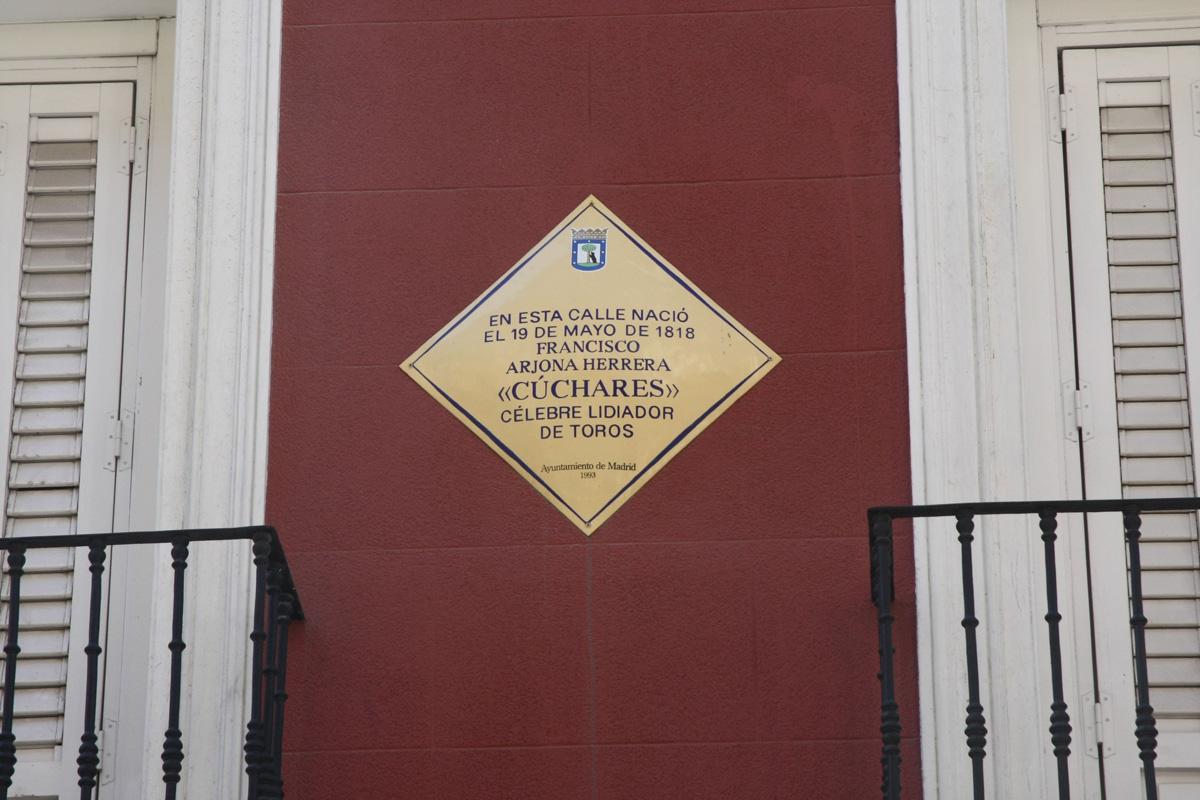 EN ESTA CALLE NACIÓ
EL 19 DE MAYO DE 1818
FRANCISCO
ARJONA HERRERA
«CÚCHARES»
CÉLEBRE LIDIADOR
DE TOROS
Ayuntamiento de Madrid
1993